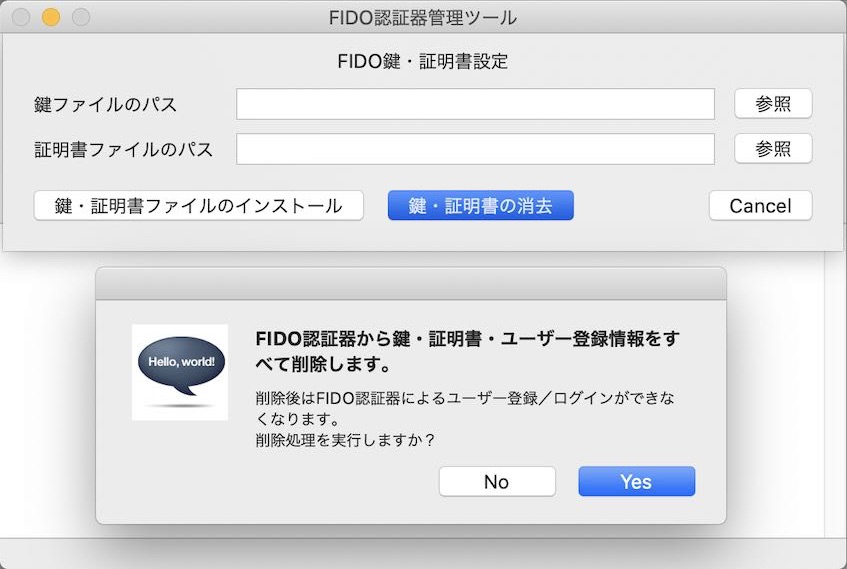 FIDO認証器管理ツール
FIDO鍵・証明書設定
鍵ファイルのパス
参照
証明書ファイルのパス
参照
鍵・証明書ファイルのインストール
鍵・証明書の消去
Cancel
Hello, world!
FIDO認証器から鍵・証明書・ユーザー登録情報をす
べて削除します。
削除後はFIDO認証器によるユーザー登録／ログインができな
くなります。
削除処理を実行しますか？
No
Yes